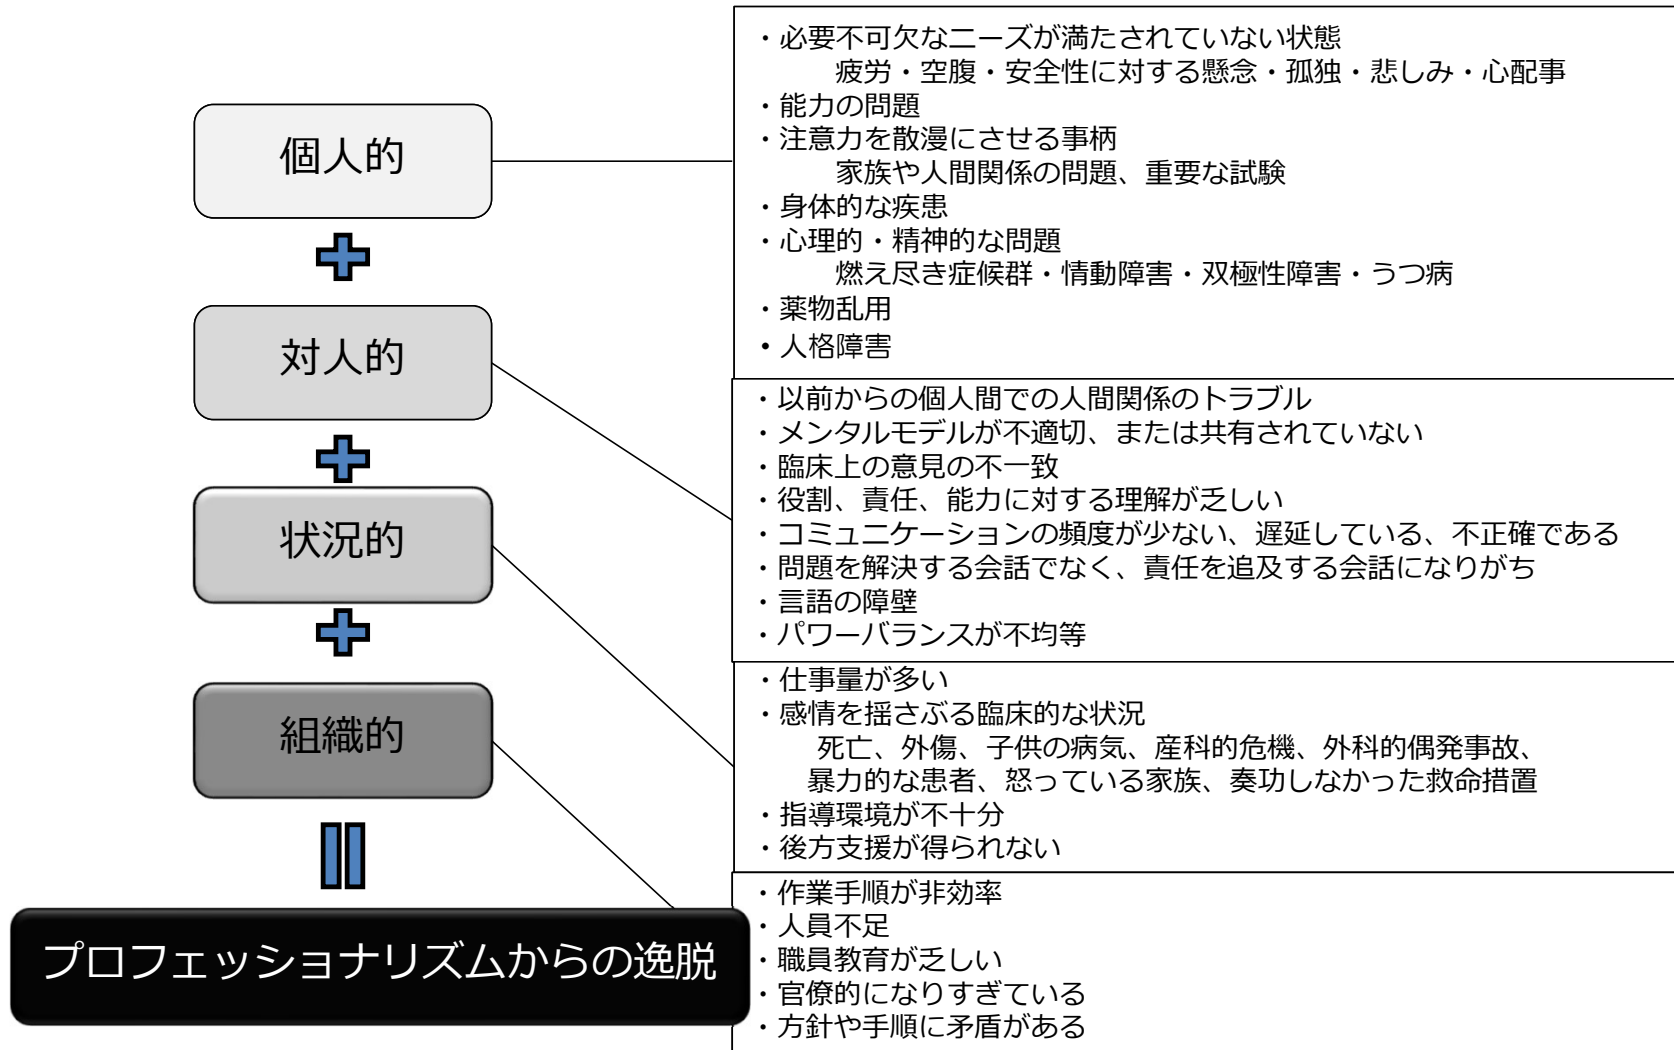 個人的
・必要不可欠なニーズが満たされていない状態
疲労・空腹・安全性に対する懸念・孤独・悲しみ・心配事
・能力の問題
・注意力を散漫にさせる事柄
家族や人間関係の問題、重要な試験
・身体的な疾患
・心理的・精神的な問題
燃え尽き症候群・情動障害・双極性障害・うつ病
・薬物乱用
・人格障害
対人的
・以前からの個人間での人間関係のトラブル
・メンタルモデルが不適切、または共有されていない
・臨床上の意見の不一致
・役割、責任、能力に対する理解が乏しい
・コミュニケーションの頻度が少ない、遅延している、不正確である
・問題を解決する会話でなく、責任を追及する会話になりがち
・言語の障壁
・パワーバランスが不均等
状況的
・仕事量が多い
・感情を揺さぶる臨床的な状況
死亡、外傷、子供の病気、産科的危機、外科的偶発事故、
暴力的な患者、怒っている家族、奏功しなかった救命措置
・指導環境が不十分
・後方支援が得られない
組織的
・作業手順が非効率
・人員不足
・職員教育が乏しい
・官僚的になりすぎている
・方針や手順に矛盾がある
プロフェッショナリズムからの逸脱